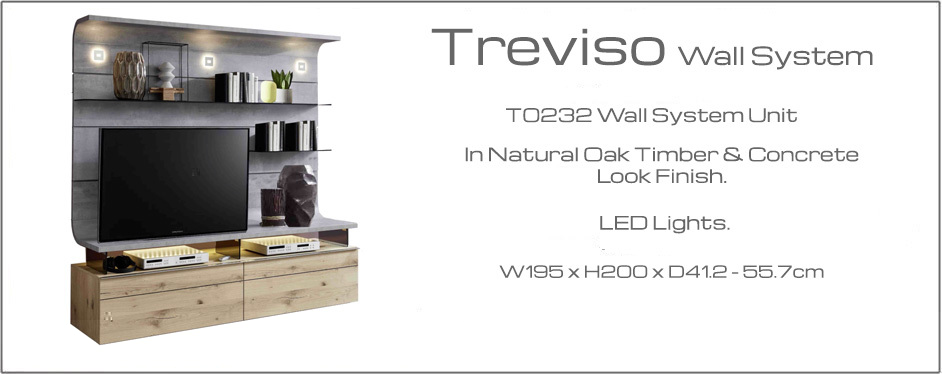 Treviso Wall System
T0232 Wall System Unit
In Natural Oak Timber & Concrete
Look Finish.
LED Lights.
W195 x H200 x D41.2 - 55.7cm